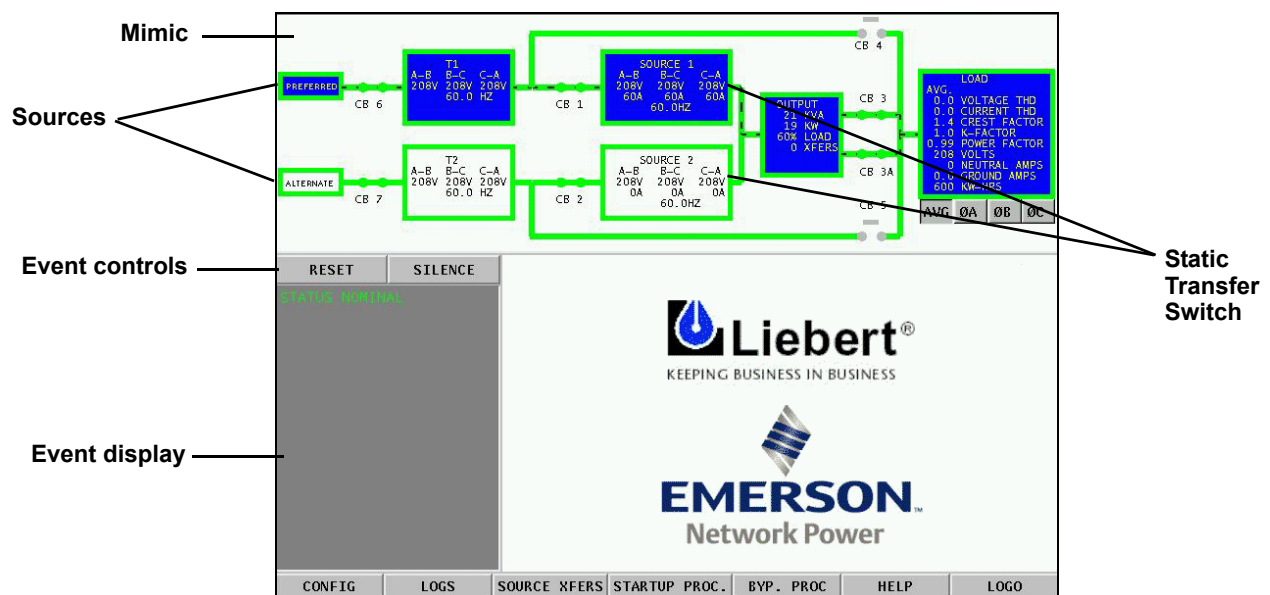 Mimic
Sources
Event controls
Event display
Static
Transfer
Switch
PREFERRED
CB 6
T1
A-B B-C C-A
208V 208V 208V
60.0 HZ
CB 1
SOURCE 1
A-B B-C C-A
208V 208V 208V
60A 60A 60A
60.0HZ
CB 4
OUTPUT
21 KVA
19 KW
60% LOAD
0 XFERS
CB 3
CB 3A
CB 5
LOAD
AVG.
0.0 VOLTAGE THD
0.0 CURRENT THD
1.4 CREST FACTOR
1.0 K-FACTOR
0.99 POWER FACTOR
208 VOLTS
0 NEUTRAL AMPS
0.0 GROUND AMPS
600 KW-HRS
AVG ØA ØB ØC
ALTERNATE
CB 7
T2
A-B B-C C-A
208V 208V 208V
60.0 HZ
CB 2
SOURCE 2
A-B B-C C-A
208V 208V 208V
0A 0A 0A
60.0HZ
RESET SILENCE
STATUS NOMINAL
Liebert®
KEEPING BUSINESS IN BUSINESS
EMERSON™
Network Power
CONFIG LOGS SOURCE XFERS STARTUP PROC. BYP. PROC HELP LOGO